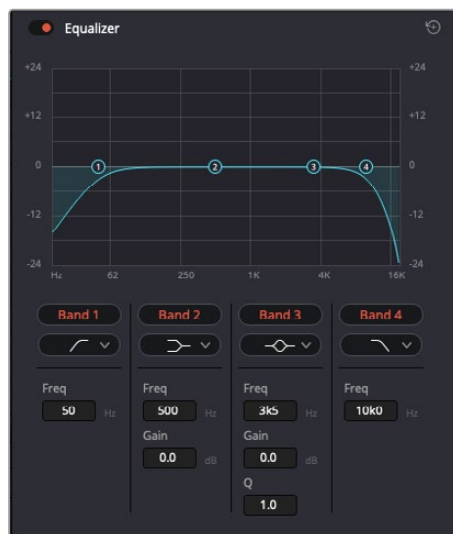 Equalizer
+24 +24
+12 +12
0 1 2 3 4 0
-12 -12
-24 -24
Hz 62 250 1K 4K 16K
Band 1 Band 2 Band 3 Band 4
Freq Freq Freq Freq
50 Hz 500 Hz 3k5 Hz 10k0 Hz
Gain Gain
0.0 dB 0.0 dB
Q
1.0